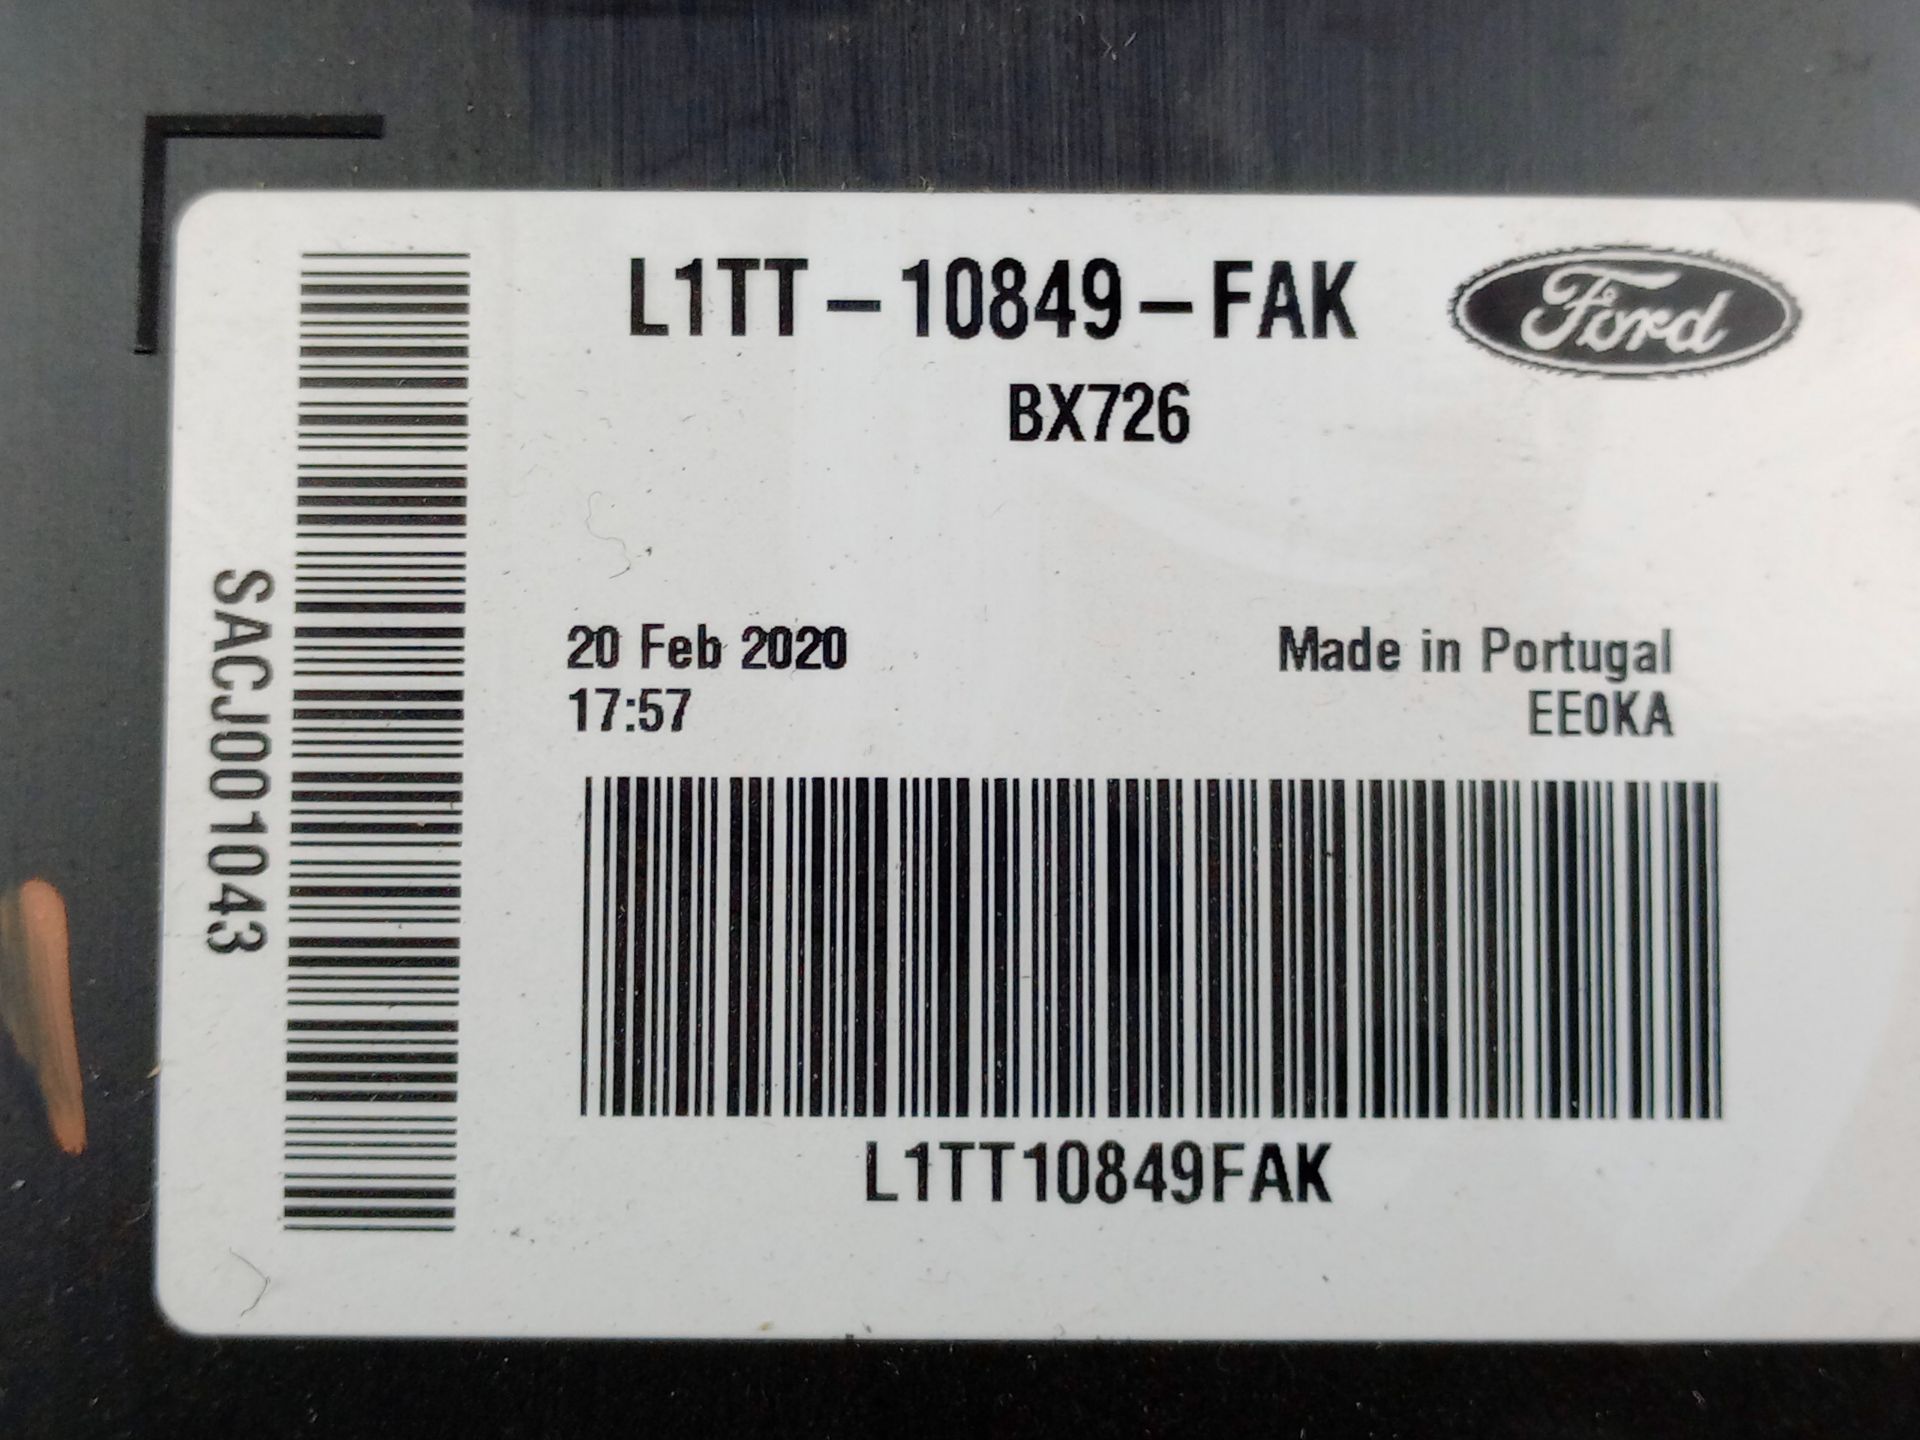 L1TT-10849-FAK
Ford
BX726
20 Feb 2020
Made in Portugal
17:57
EE0KA
L1TT10849FAK
SACJ001043